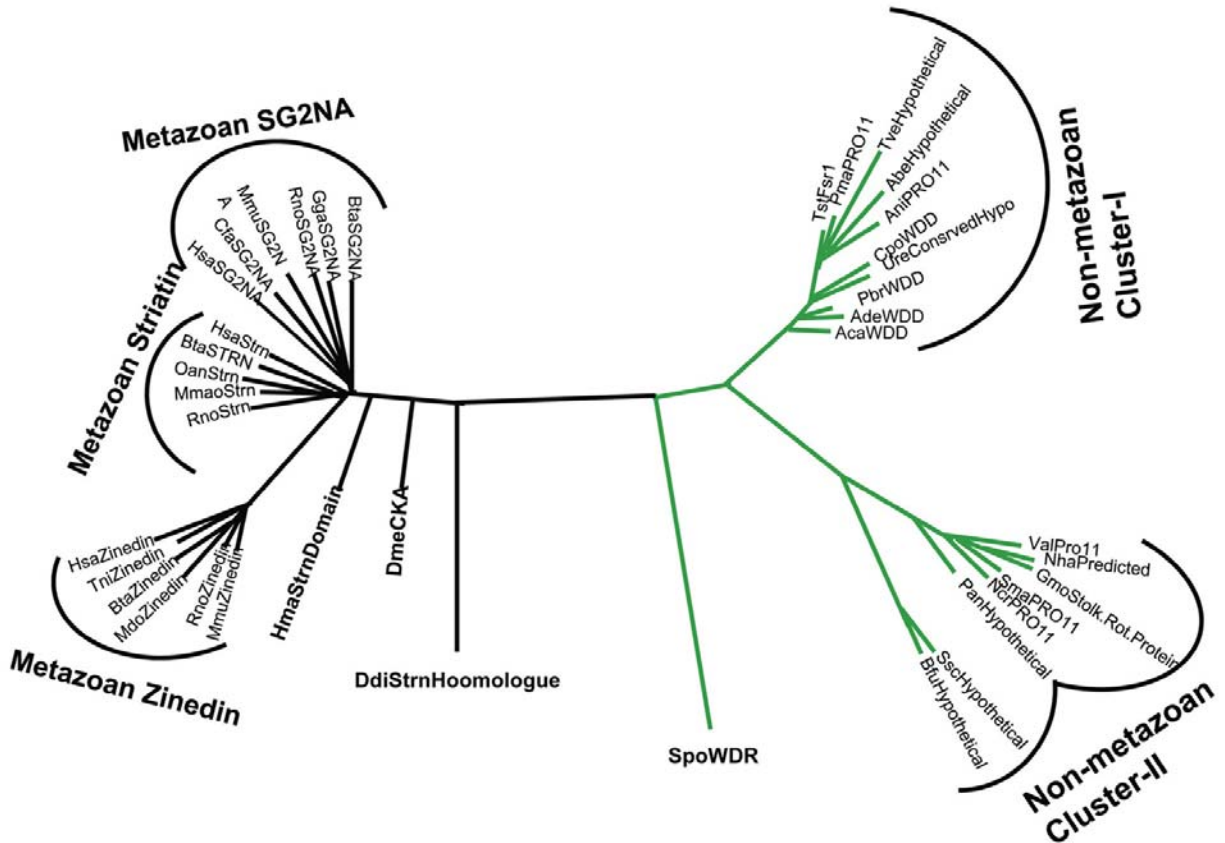 Metazoan SG2NA
HsaSG2NA
CfaSG2NA
MmuSG2N
A
RnoSG2NA
GgaSG2NA
BtaSG2NA
Metazoan Striatin
HsaStrn
BtaSTRN
OanStrn
MmaoStrn
RnoStrn
HsaZinedin
TniZinedin
BtaZinedin
MdoZinedin
RnoZinedin
MmuZinedin
Metazoan Zinedin
HmaStrnDomain
DmeCKA
DdiStrnHoomologue
SpoWDR
TstFsr1
PmaPRO11
TveHypothetical
AbeHypothetical
AniPRO11
CpoWDD
UreConsrvedHypo
PbrWDD
AdeWDD
AcaWDD
Non-metazoan
Cluster-I
ValPro11
NhaPredicted
GmoStolk.Rot.Protein
SmaPRO11
NcrPRO11
PanHypothetical
SscHypothetical
BfuHypothetical
Non-metazoan
Cluster-II